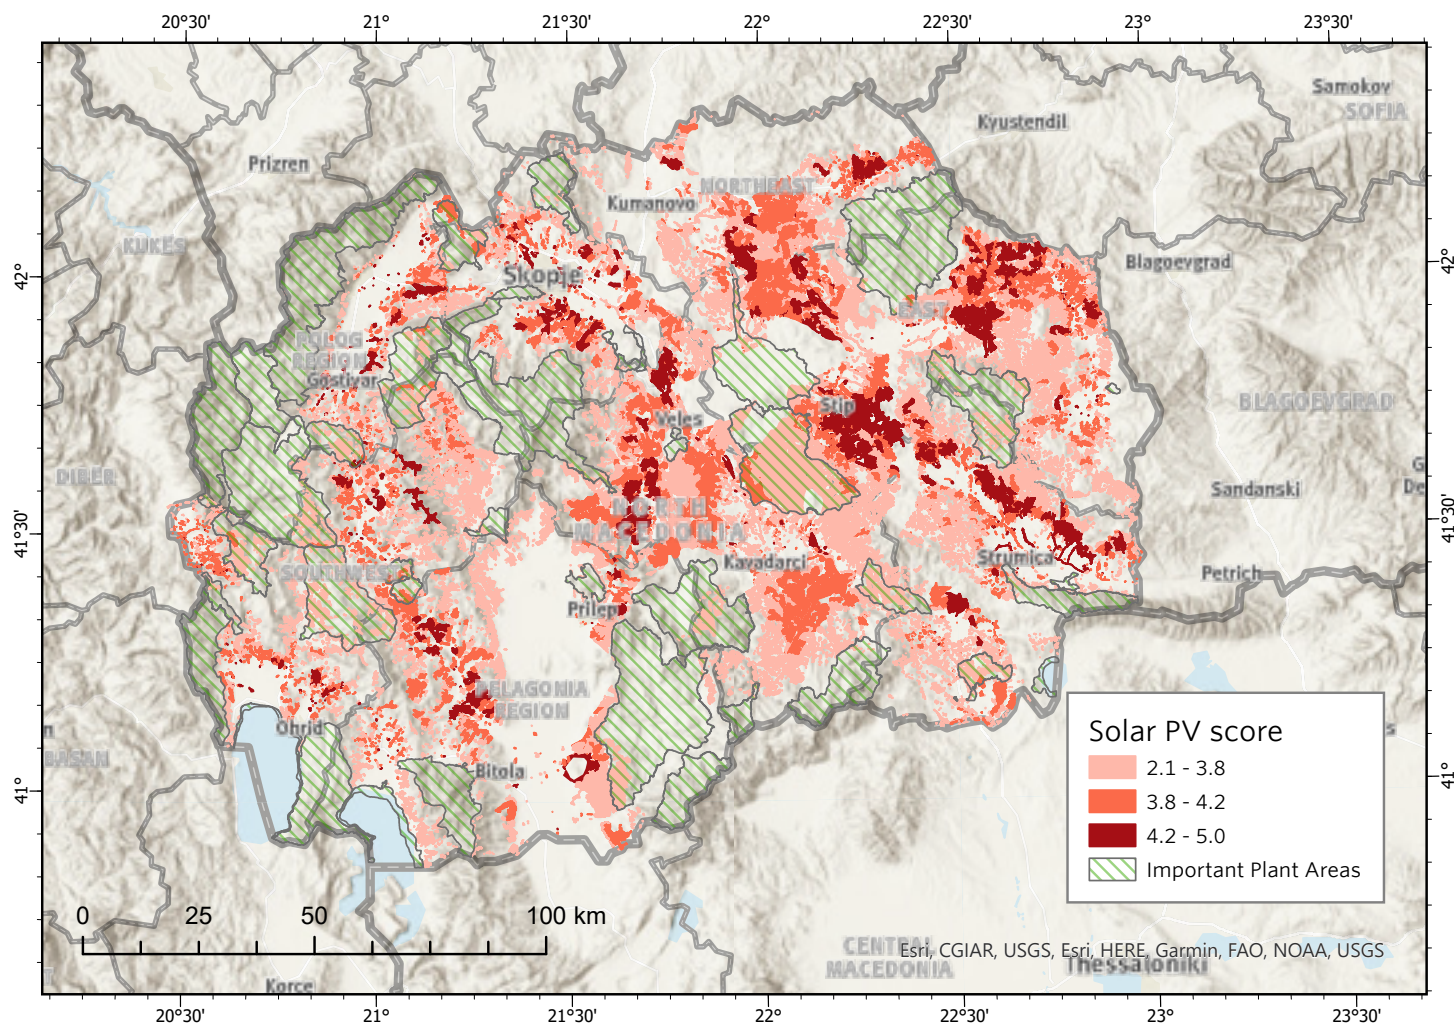 20°30' 21° 21°30' 22° 22°30' 23° 23°30'
Samokov
SOFIA
Kyustendil
Prizren
NORTHEAST
Kumanovo
KUKËS
42°
Skopje
Blagoevgrad
42°
EAST
POLOG
REGION
Gostivar
Stip
BLAGOEVGRAD
Veles
DIBER
Sandanski
G
De
NORTH
MACEDONIA
41°30'
41°30'
Kavadarci
Strumica
SOUTHWEST
Petrich
Prilep
PELAGONIA
REGION
Ohrid
Solar PV score
BASAN
2.1 - 3.8
Bitola
41°
41°
3.8 - 4.2
4.2 - 5.0
Important Plant Areas
0 25 50 100 km
CENTRAL
MACEDONIA
Esri, CGIAR, USGS, Esri, HERE, Garmin, FAO, NOAA, USGS
Thessaloniki
Korce
20°30' 21° 21°30' 22° 22°30' 23° 23°30'